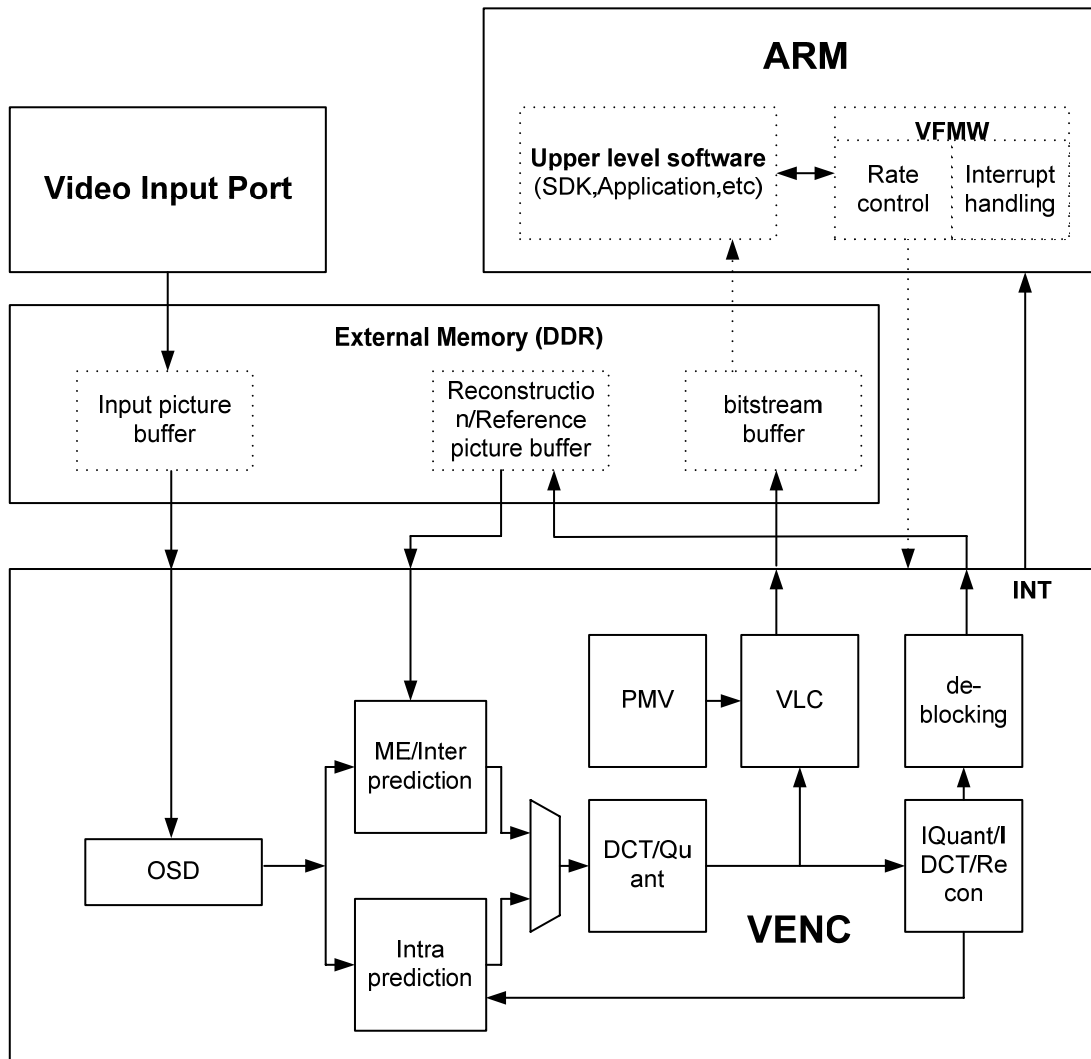 ARM
Video Input Port
Upper level software
(SDK,Application,etc)
VFMW
Rate
control
Interrupt
handling
External Memory (DDR)
Input picture
buffer
Reconstructio
n/Reference
picture buffer
bitstream
buffer
INT
PMV
VLC
de-
blocking
ME/Inter
prediction
OSD
DCT/Qu
ant
IQuant/I
DCT/Re
con
Intra
prediction
VENC